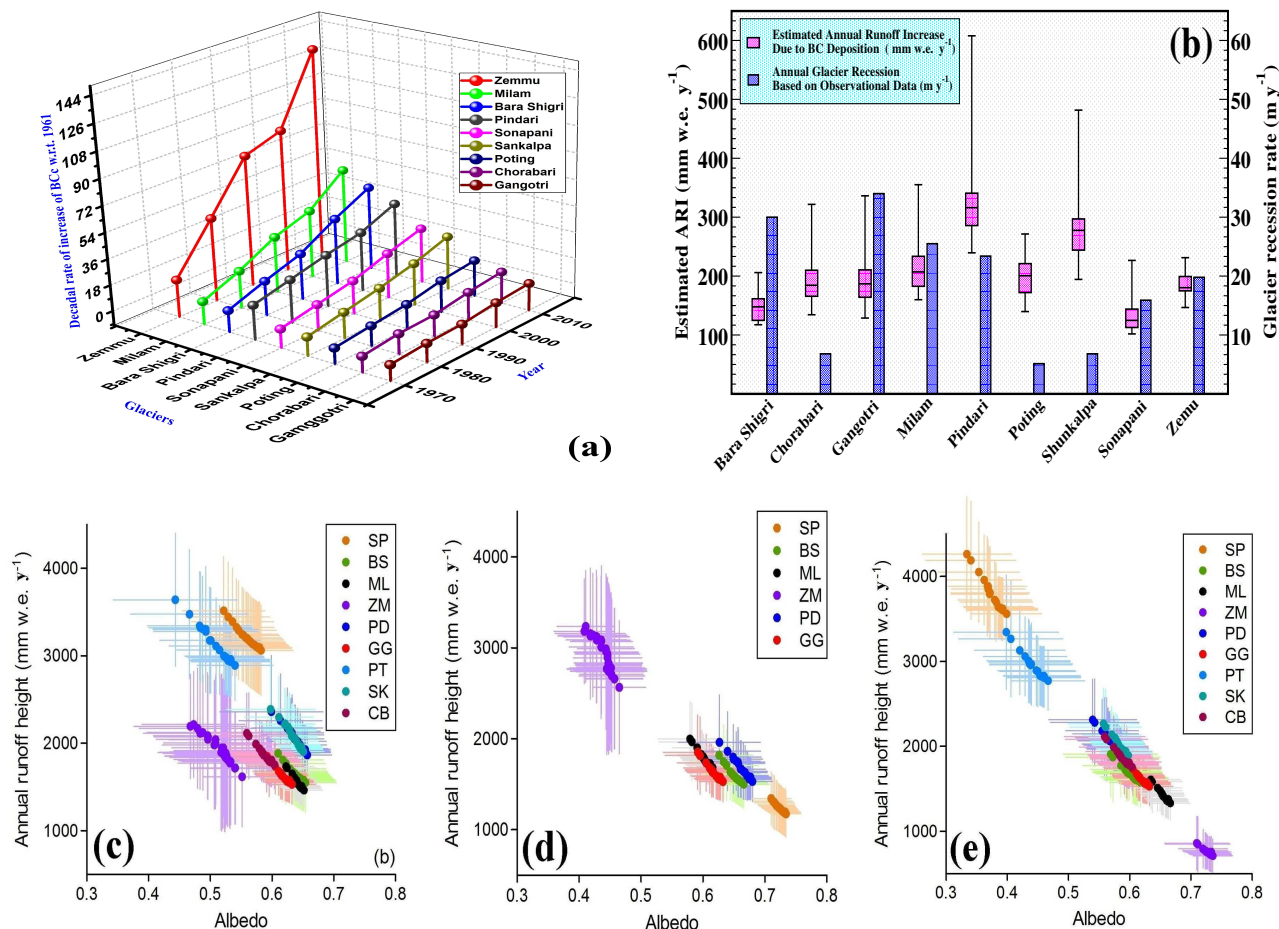 Decadal rate of increase of BCc w.r.t. 1961
144
126
108
90
72
54
36
18
0
Zemmu
Milam
Bara Shigri
Pindari
Sonapani
Sankalpa
Poting
Chorabari
Gangotri
Zemmu
Milam
Bara Shigri
Pindari
Sonapani
Sankalpa
Poting
Chorabari
Gamggotri
Glaciers
1970
1980
1990
2000
2010
Year
(a)
Estimated ARI (mm w.e. y-1)
600
500
400
300
200
100
Estimated Annual Runoff Increase
Due to BC Deposition ( mm w.e. y-1)
Annual Glacier Recession
Based on Observational Data (m y-1)
(b)
60
50
40
30
20
10
Glacier recession rate (m y-1)
Bara Shigri
Chorabari
Gangotri
Milam
Pindari
Poting
Shunkalpa
Sonapani
Zemu
Annual runoff height (mm w.e. y-1)
4000
3000
2000
1000
SP
BS
ML
ZM
PD
GG
PT
SK
CB
(c)
(b)
0.3 0.4 0.5 0.6 0.7 0.8
Albedo
Annual runoff height (mm w.e. y-1)
4000
3000
2000
1000
SP
BS
ML
ZM
PD
GG
(d)
0.3 0.4 0.5 0.6 0.7 0.8
Albedo
Annual runoff height (mm w.e. y-1)
4000
3000
2000
1000
SP
BS
ML
ZM
PD
GG
PT
SK
CB
(e)
0.3 0.4 0.5 0.6 0.7 0.8
Albedo